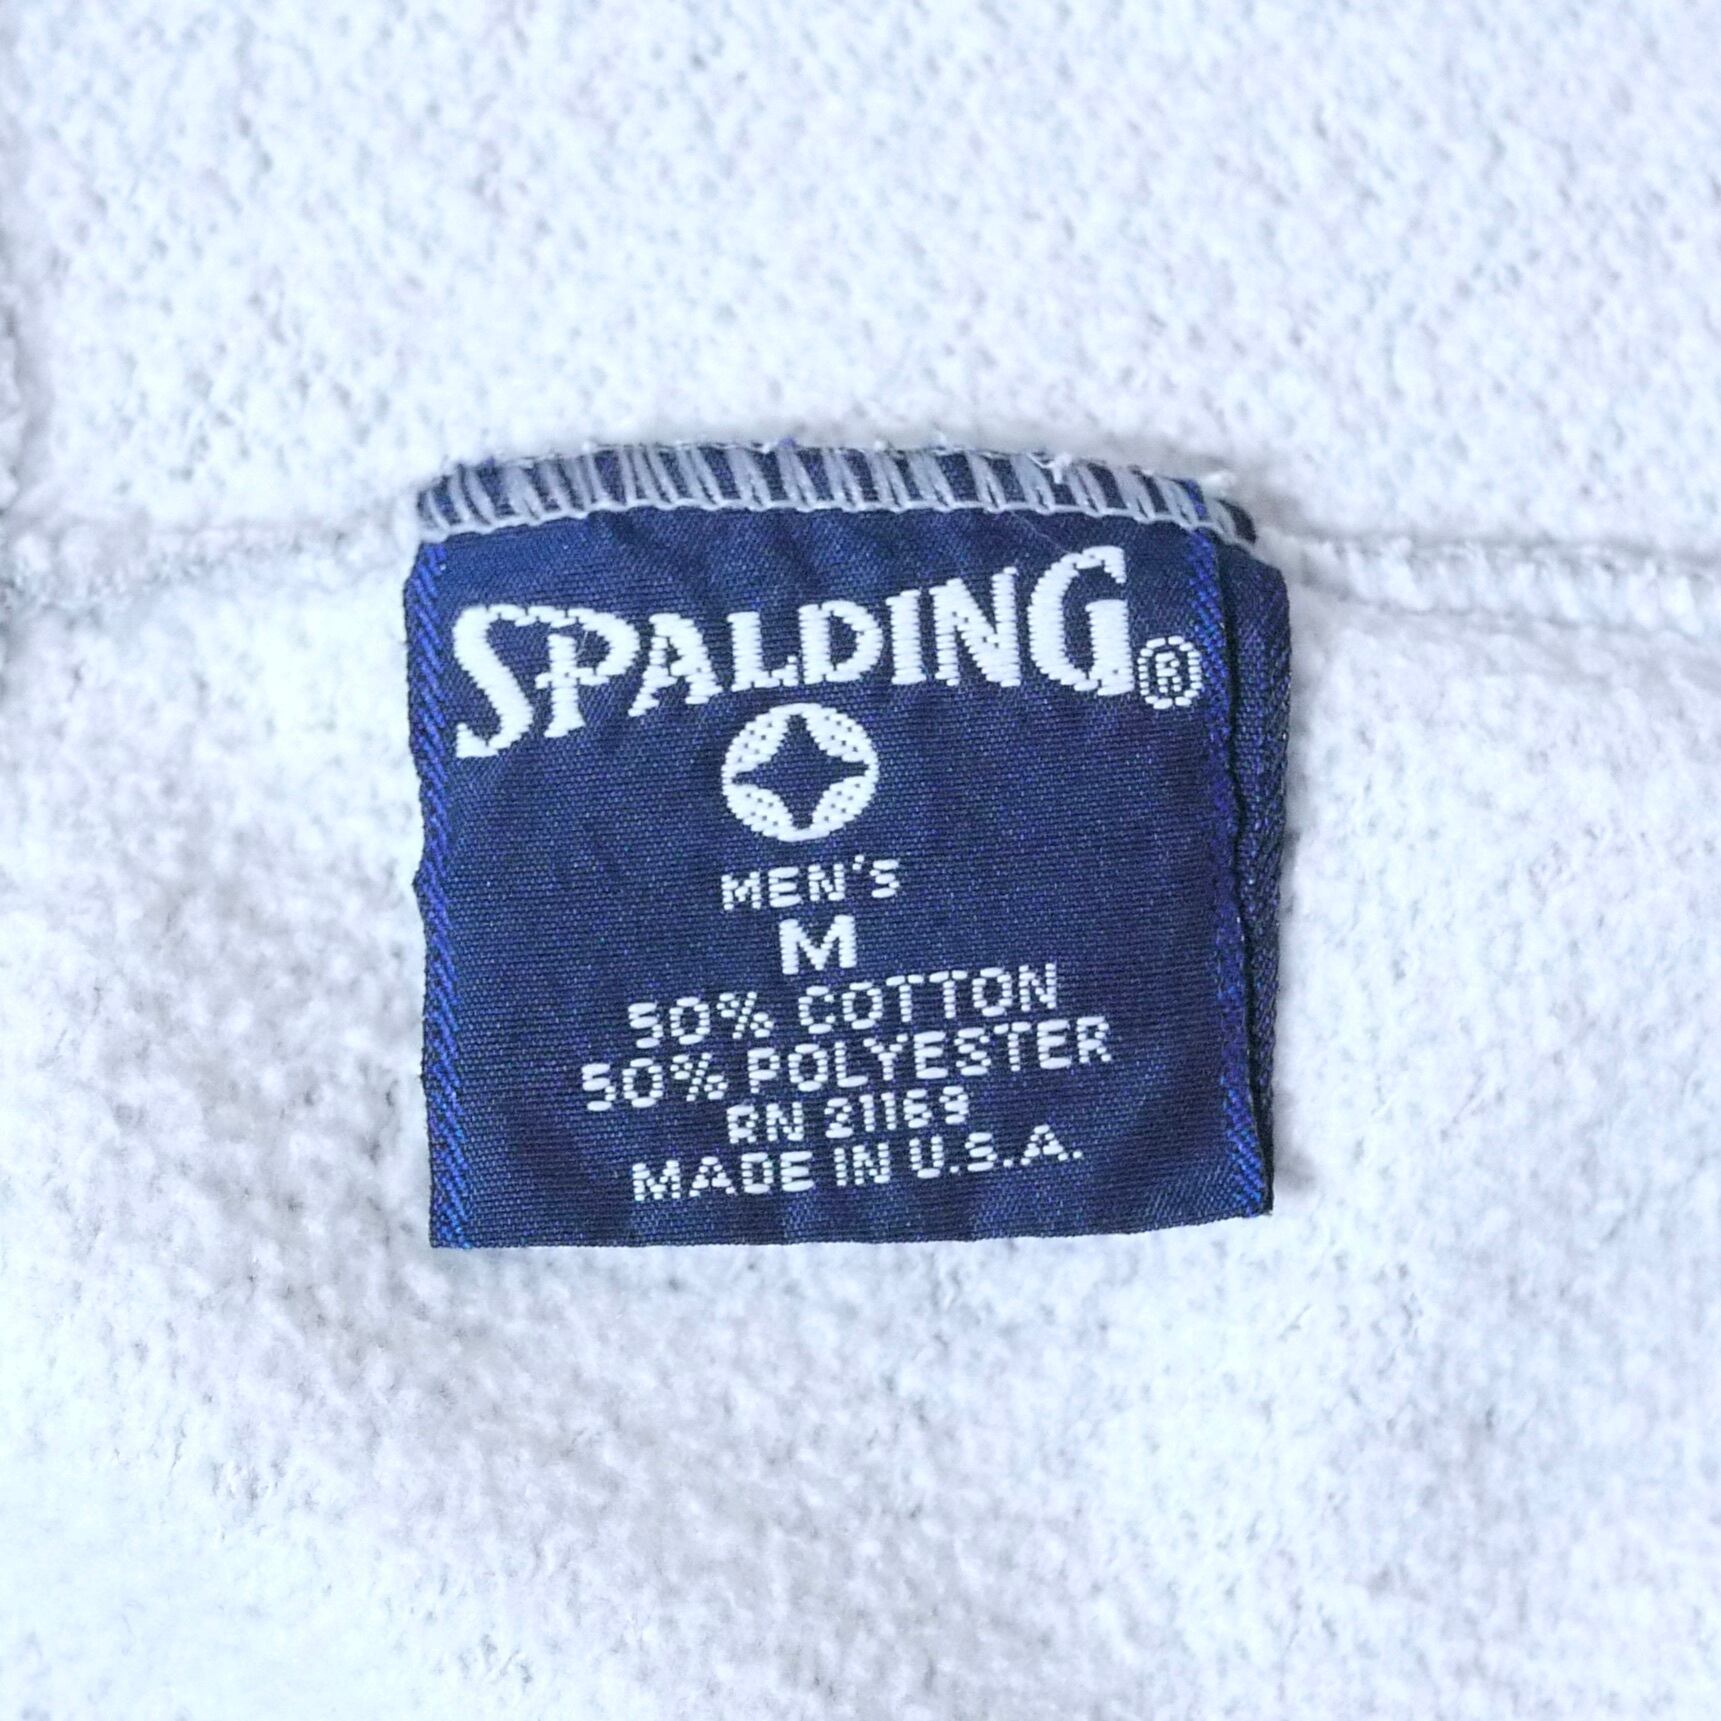 SPALDING®
MEN'S
M
50% COTTON
50% POLYESTER
RN 21169
MADE IN U.S.A.